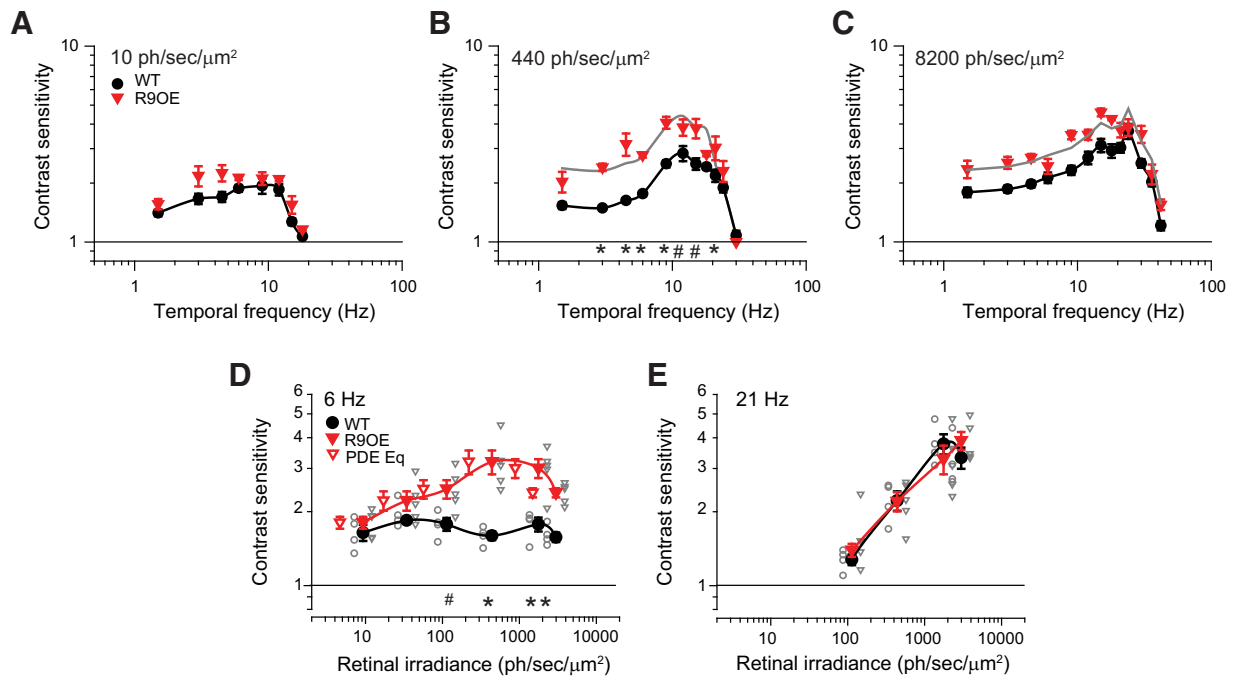 A
10 ph/sec/μm²
WT
R9OE
10
1
Contrast sensitivity
1
10
100
Temporal frequency (Hz)
B
440 ph/sec/μm²
10
1
Contrast sensitivity
* * * * # # *
1
10
100
Temporal frequency (Hz)
C
8200 ph/sec/μm²
10
1
Contrast sensitivity
1
10
100
Temporal frequency (Hz)
D
6 Hz
WT
R9OE
PDE Eq
6
5
4
3
2
1
Contrast sensitivity
# * * *
10
100
1000
10000
Retinal irradiance (ph/sec/μm²)
E
21 Hz
6
5
4
3
2
1
Contrast sensitivity
10
100
1000
10000
Retinal irradiance (ph/sec/μm²)